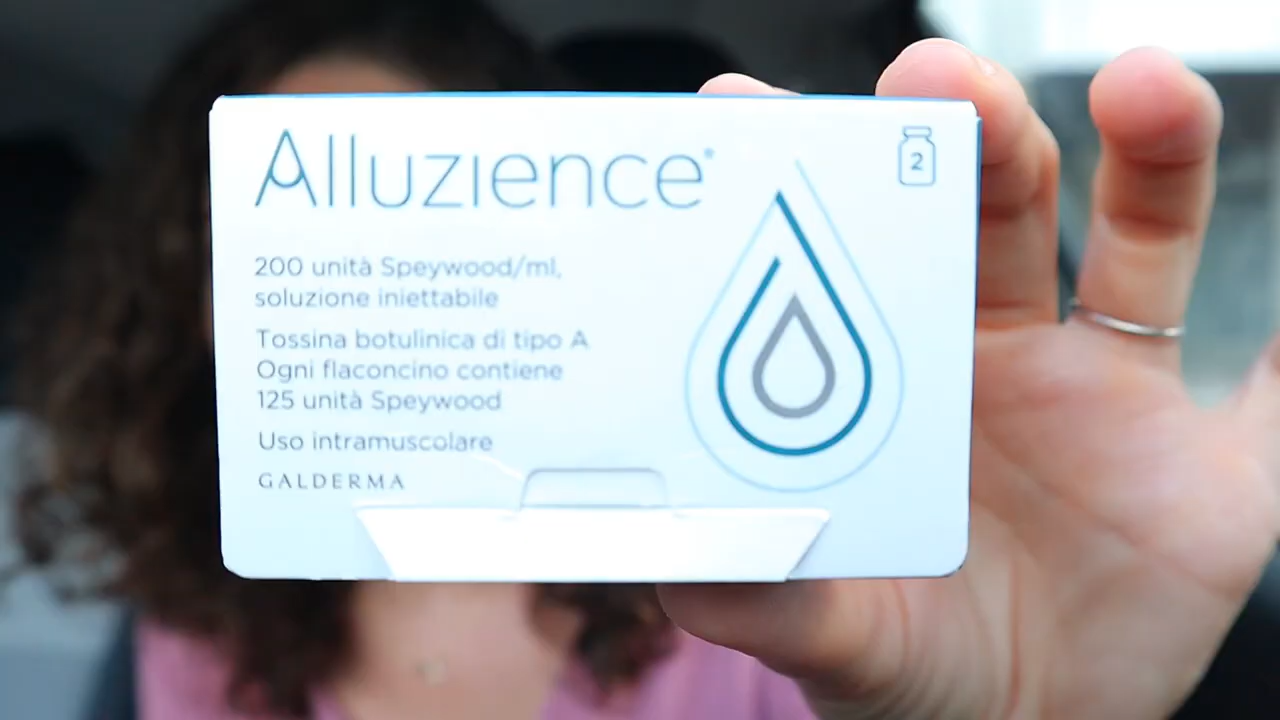 Alluzience®
2
200 unità Speywood/ml,
soluzione iniettabile
Tossina botulinica di tipo A
Ogni flaconcino contiene
125 unità Speywood
Uso intramuscolare
GALDERMA